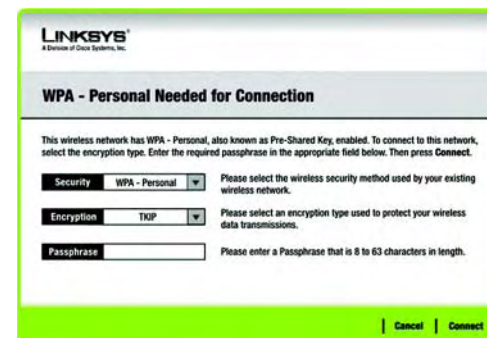 LINKSYS®
A Division of Cisco Systems, Inc.
WPA - Personal Needed for Connection
This wireless network has WPA - Personal, also known as Pre-Shared Key, enabled. To connect to this network,
select the encryption type. Enter the required passphrase in the appropriate field below. Then press Connect.
Security WPA - Personal Please select the wireless security method used by your existing
wireless network.
Encryption TKIP Please select an encryption type used to protect your wireless
data transmissions.
Passphrase Please enter a Passphrase that is 8 to 63 characters in length.
Cancel Connect